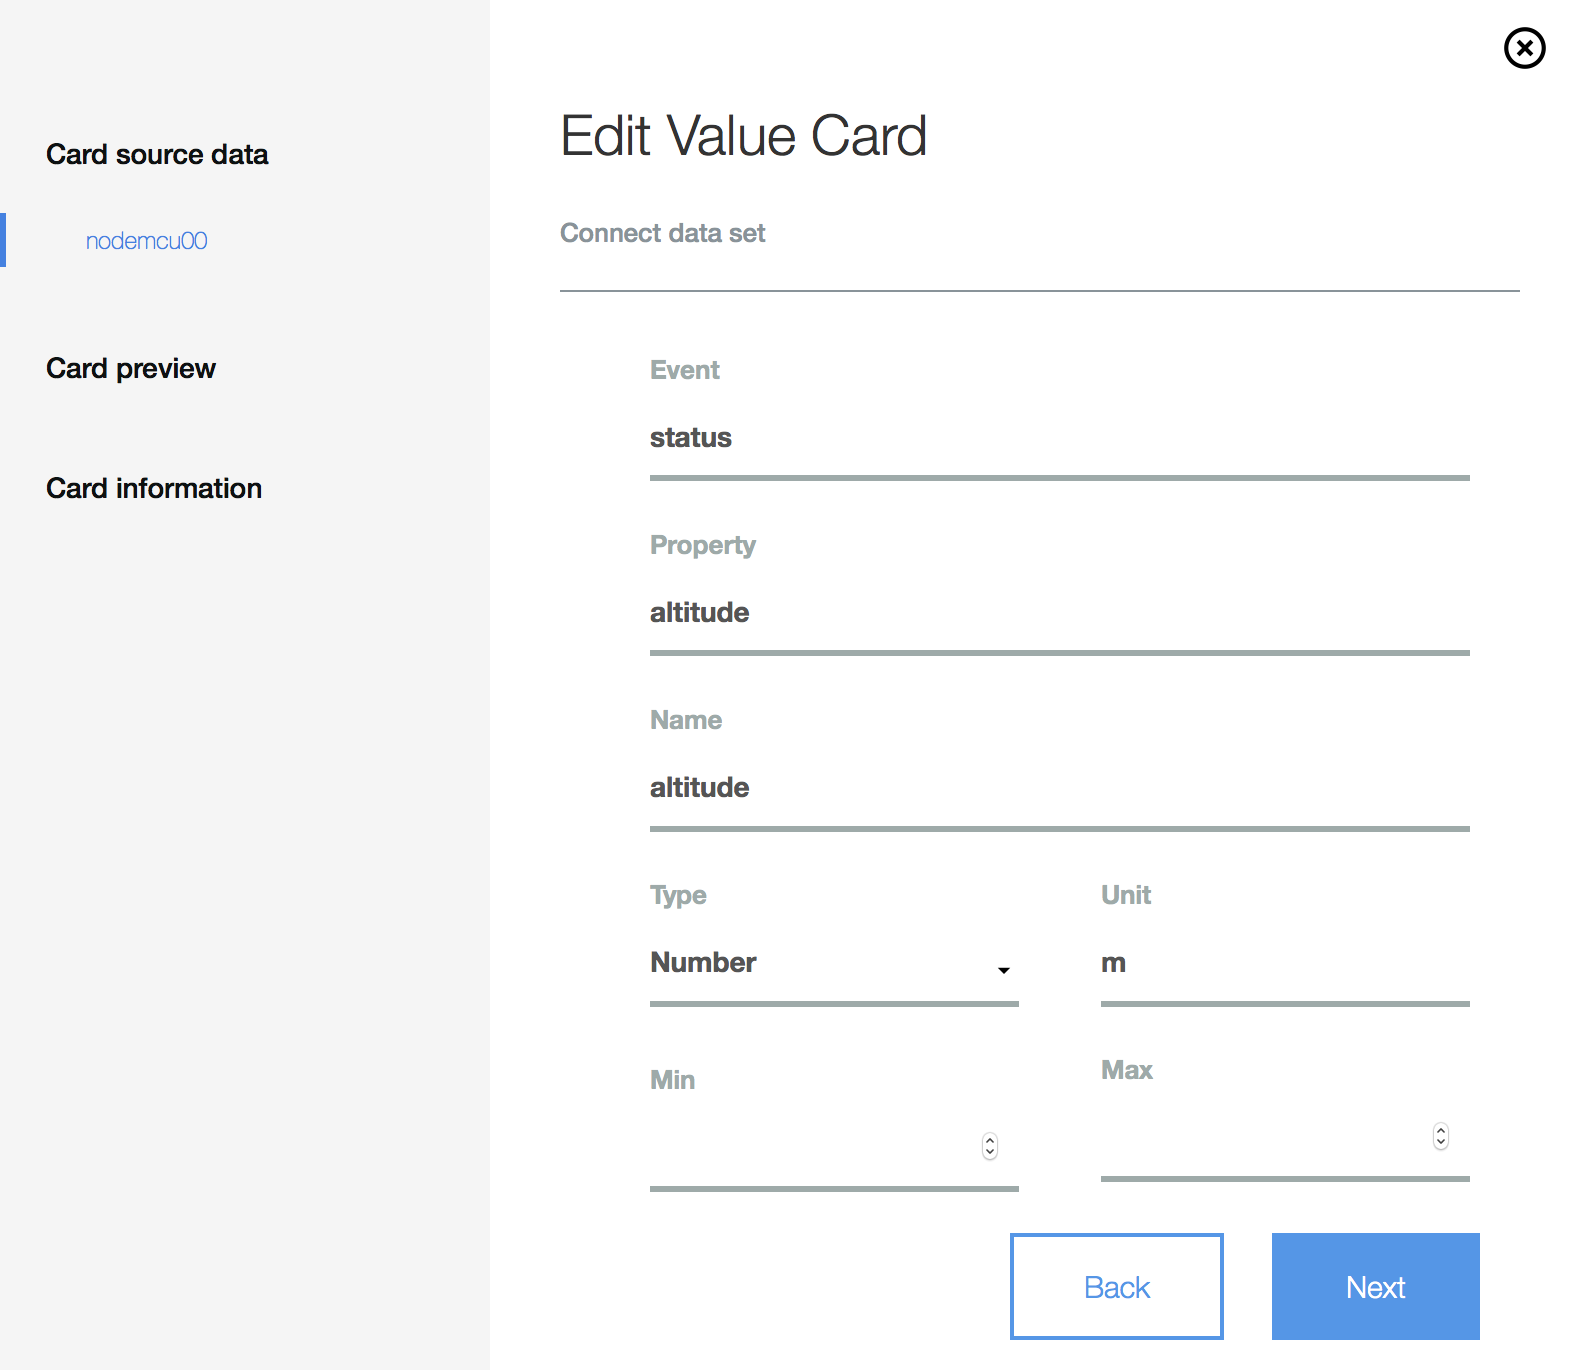 Card source data
nodemcu00
Card preview
Card information
Edit Value Card
Connect data set
Event
status
Property
altitude
Name
altitude
Type
Unit
Number
m
Min
Max
Back
Next